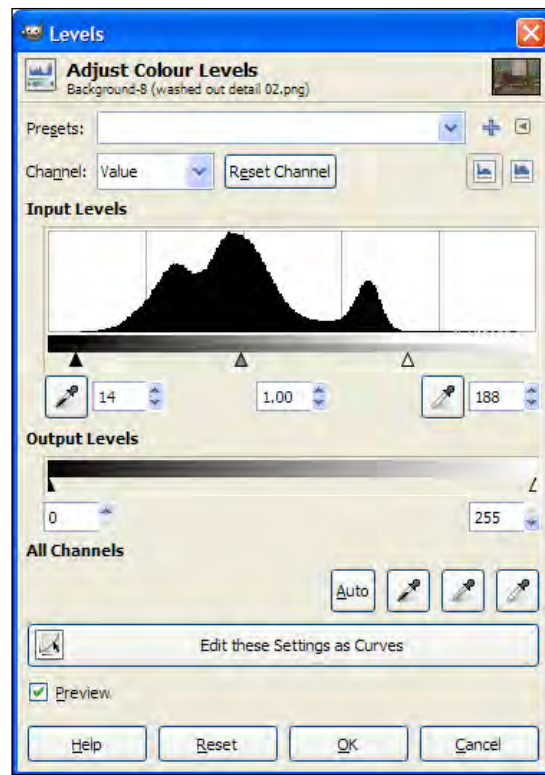 Levels
Adjust Colour Levels
Background-8 (washed out detail 02.png)
Presets:
Channel: Value Reset Channel
Input Levels
14 1.00 188
Output Levels
0 255
All Channels
Auto
Edit these Settings as Curves
Preview
Help Reset OK Cancel